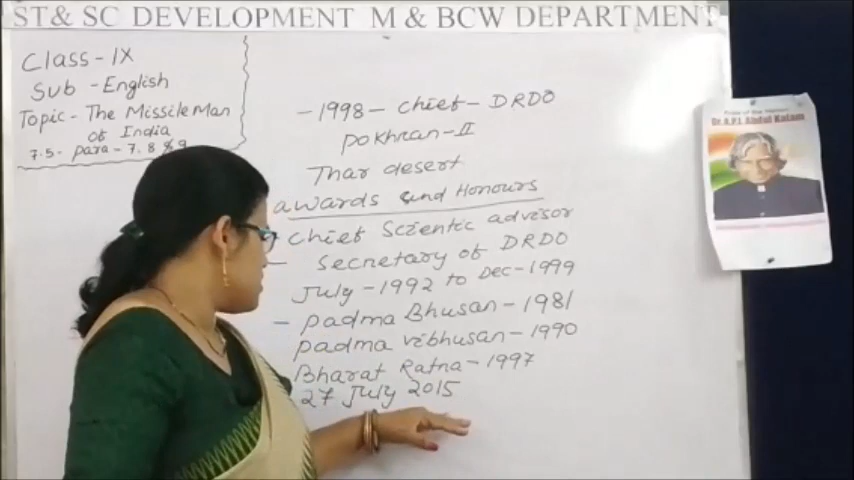 ST& SC DEVELOPMENT M & BCW DEPARTMENT
Class - IX
Sub - English
Topic - The Missile Man
of India
7.5 - para - 7. 8 & 9
- 1998 - chief - DRDO
Pokhran - II
Thar desert
awards and Honours
chief Scientic advisor
- Secretary of DRDO
July - 1992 to Dec - 1999
- padma Bhusan - 1981
padma vibhusan - 1990
Bharat Ratna - 1997
27 July 2015
Dr. A.P.J. Abdul Kalam